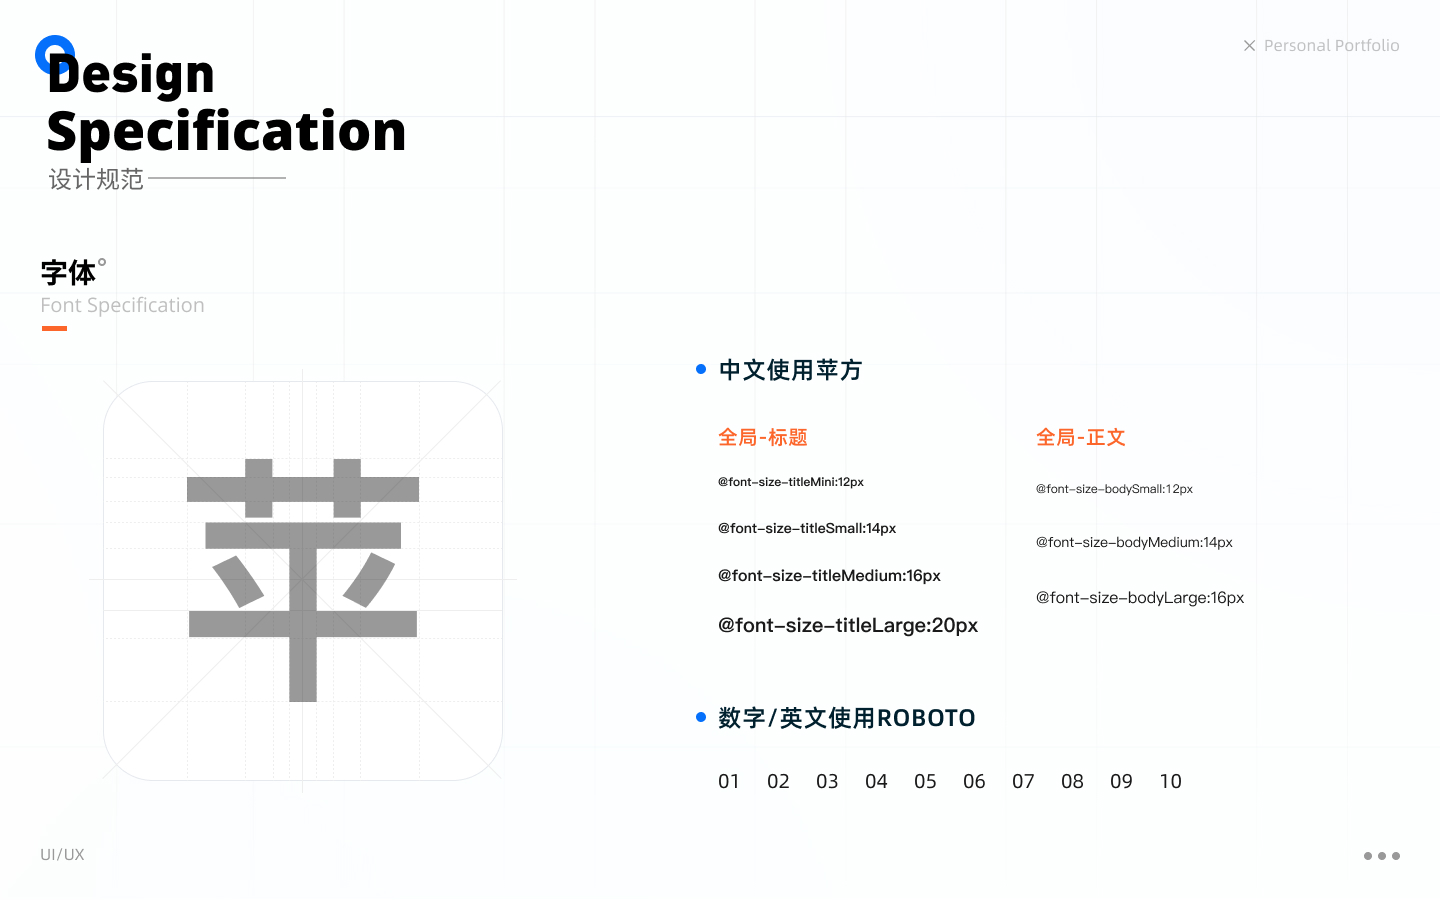 Design
Specification
设计规范
Personal Portfolio
字体
Font Specification
苹
中文使用苹方
全局-标题
@font-size-titleMini:12px
@font-size-titleSmall:14px
@font-size-titleMedium:16px
@font-size-titleLarge:20px
全局-正文
@font-size-bodySmall:12px
@font-size-bodyMedium:14px
@font-size-bodyLarge:16px
数字/英文使用ROBOTO
01 02 03 04 05 06 07 08 09 10
UI/UX